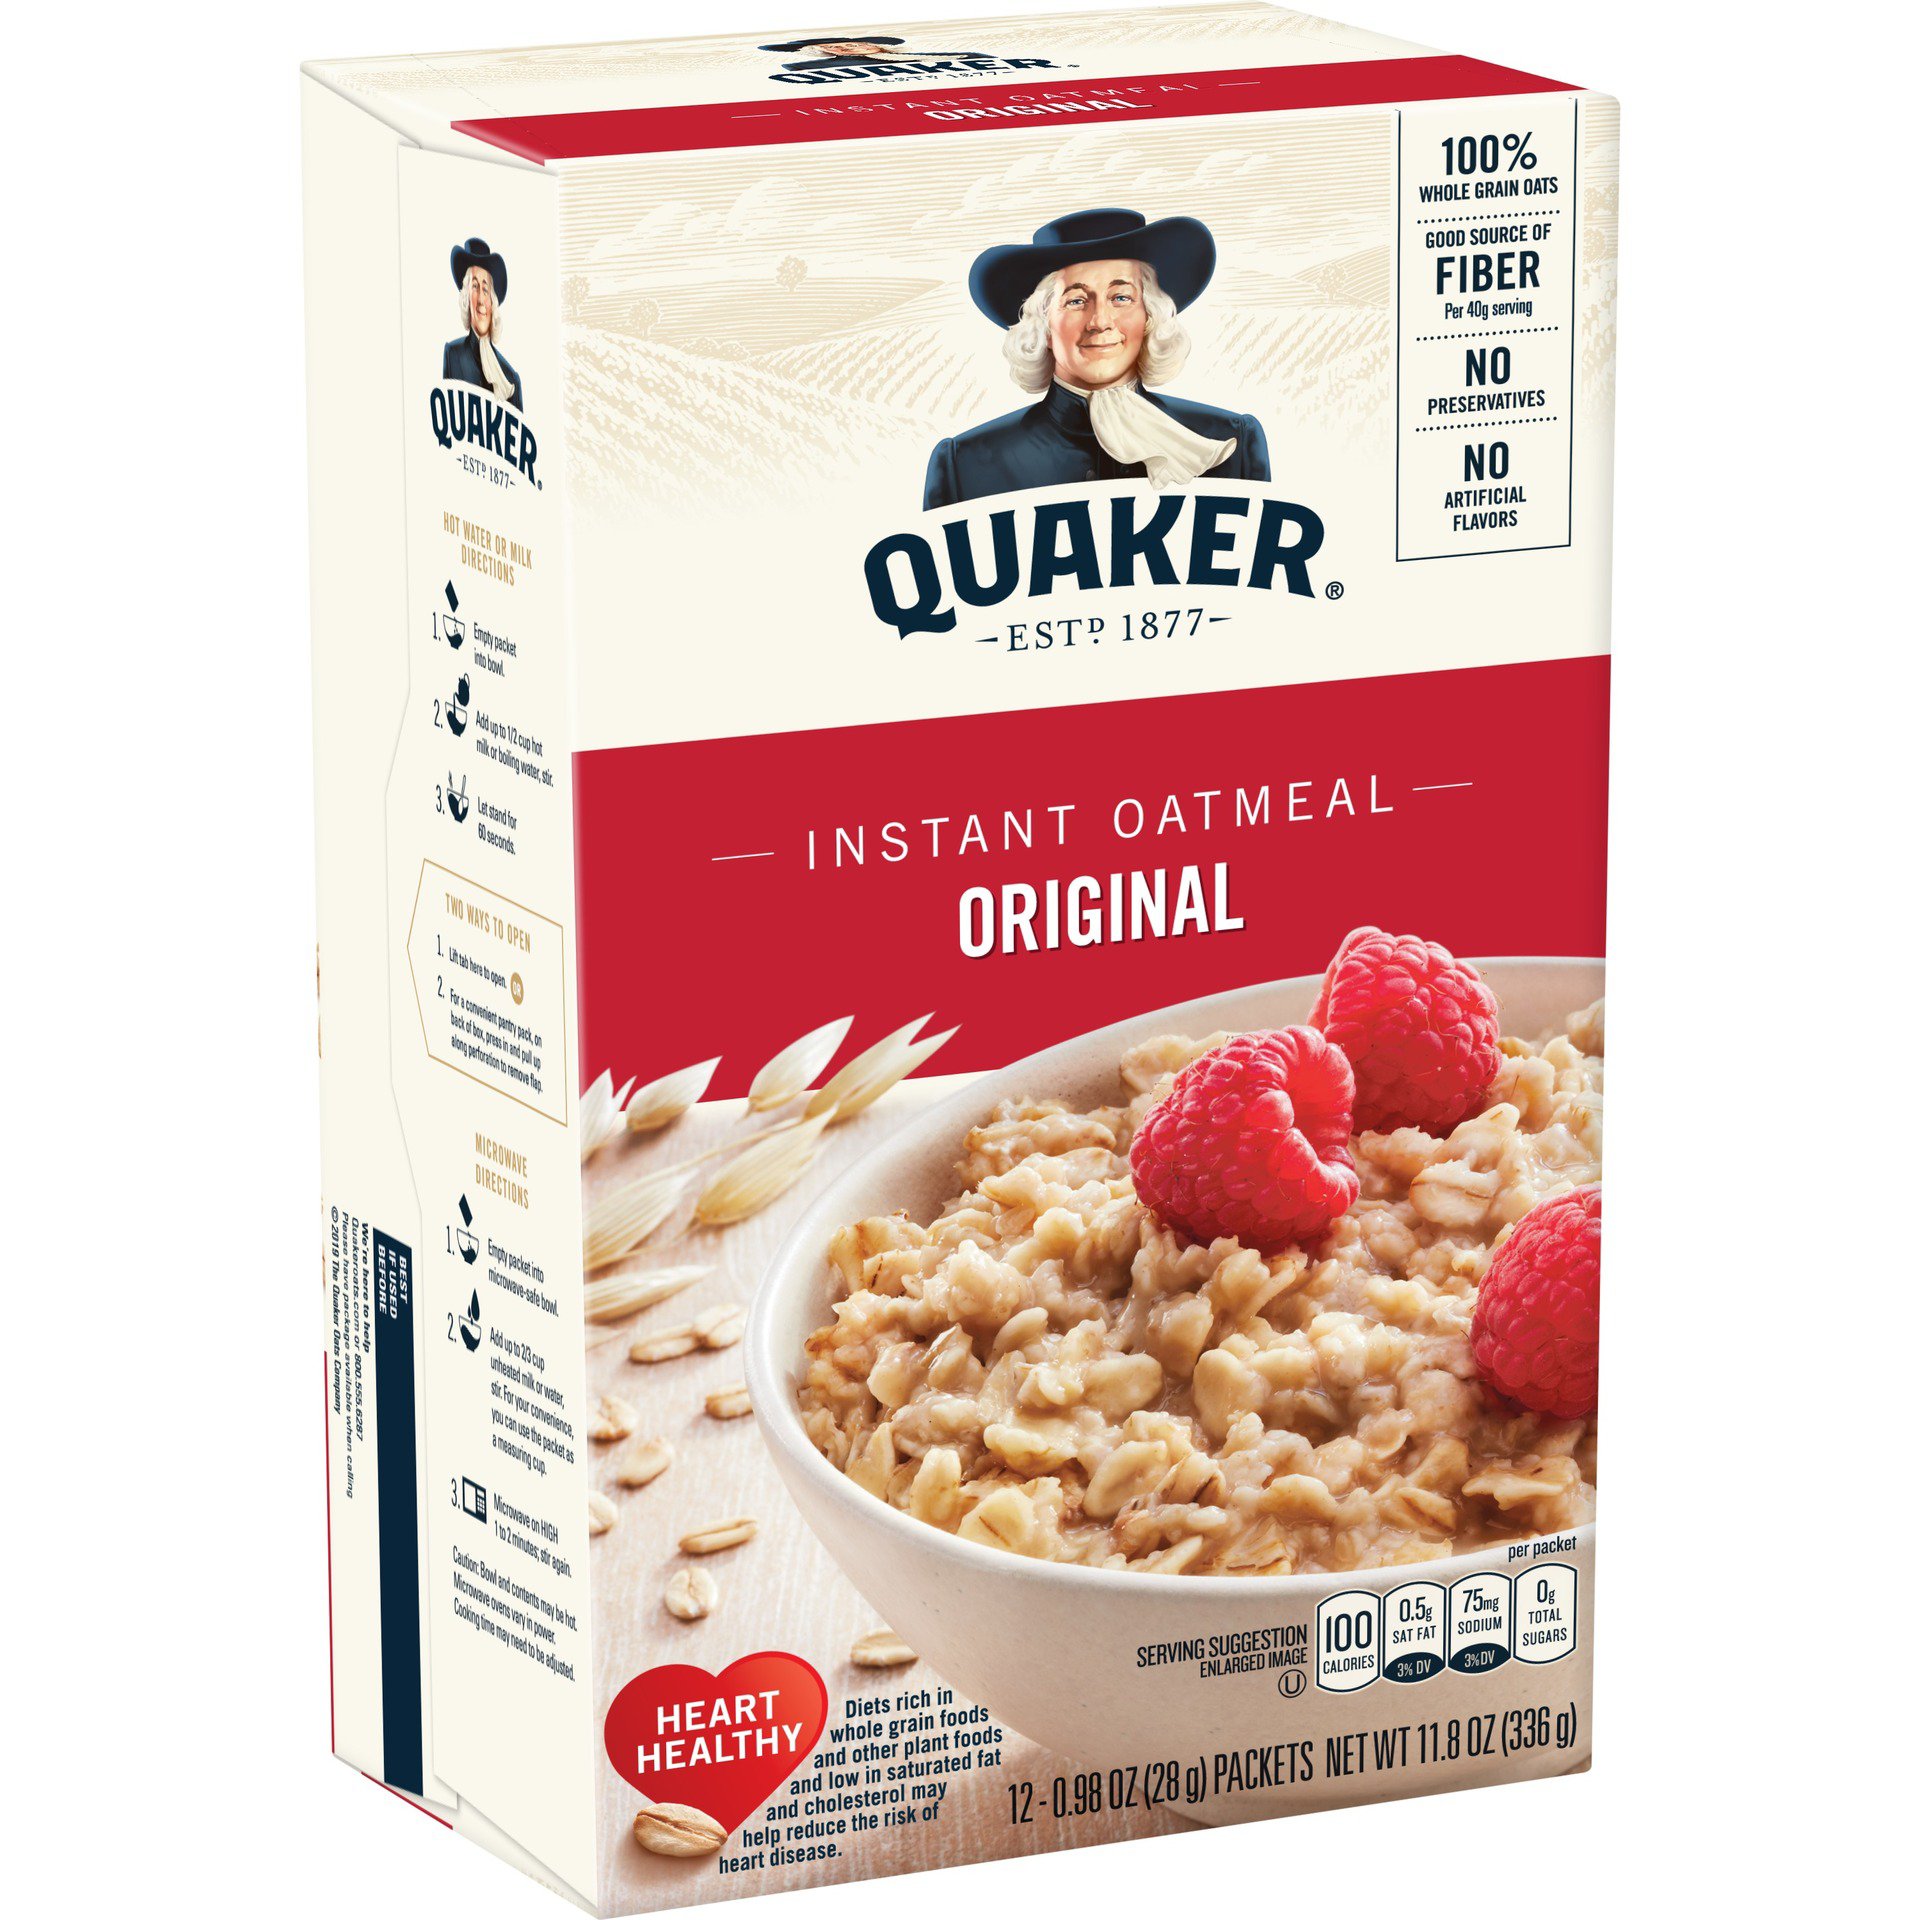 QUAKER
EST. 1877
INSTANT OATMEAL
ORIGINAL
100%
WHOLE GRAIN OATS
GOOD SOURCE OF
FIBER
Per 40g serving
NO
PRESERVATIVES
NO
ARTIFICIAL
FLAVORS
QUAKER®
ESTD 1877
INSTANT OATMEAL
ORIGINAL
per packet
100
CALORIES
0.5g
SAT FAT
3% DV
75mg
SODIUM
3% DV
0g
TOTAL
SUGARS
SERVING SUGGESTION
ENLARGED IMAGE
U
12 - 0.98 OZ (28 g) PACKETS NET WT 11.8 OZ (336 g)
HEART
HEALTHY
Diets rich in
whole grain foods
and other plant foods
and low in saturated fat
and cholesterol may
help reduce the risk of
heart disease.
QUAKER®
ESTD 1877
HOT WATER OR MILK
DIRECTIONS
1. Empty packet
into bowl.
2. Add up to 1/2 cup hot
milk or boiling water, stir.
3. Let stand for
60 seconds.
TWO WAYS TO OPEN
1. Lift tab here to open. OR
2. For a convenient pantry pack, on
back of box, press in and pull up
along perforation to remove flap.
MICROWAVE
DIRECTIONS
1. Empty packet into
microwave-safe bowl.
2. Add up to 2/3 cup
unheated milk or water,
stir. For your convenience,
you can use the packet as
a measuring cup.
3. Microwave on HIGH
1 to 2 minutes; stir again.
Caution: Bowl and contents may be hot.
Microwave ovens vary in power.
Cooking time may need to be adjusted.
BEST
IF USED
BEFORE
We're here to help
Quakeroats.com or 800.555.6287
Please have package available when calling
©2019 The Quaker Oats Company